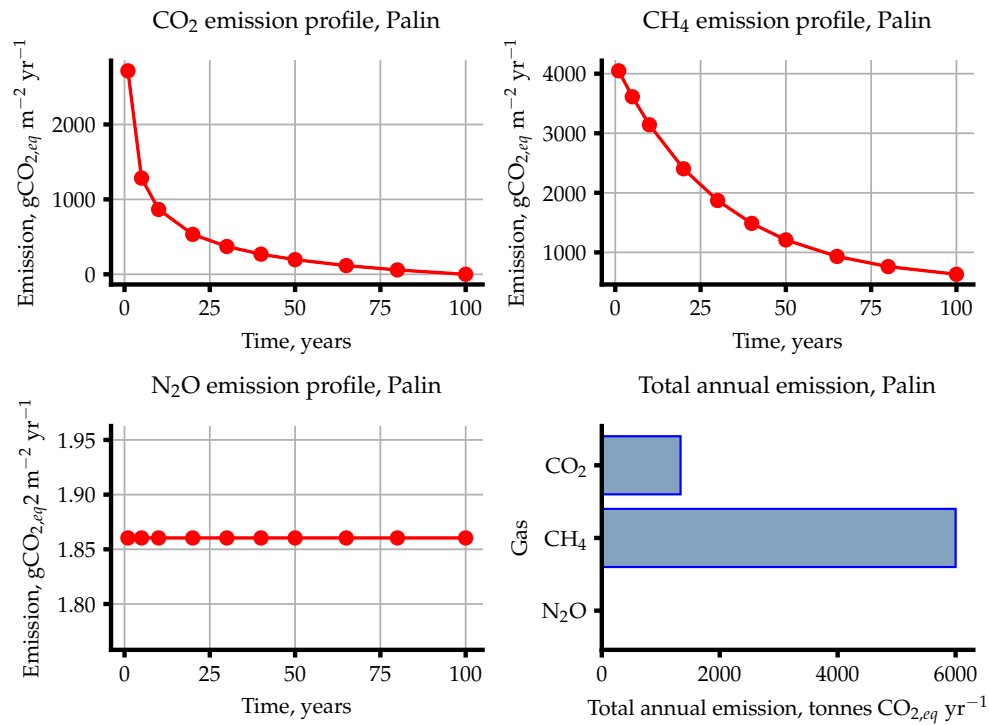 CO₂ emission profile, Palin
Emission, gCO₂,eq m⁻² yr⁻¹
2000
1000
0
0 25 50 75 100
Time, years
CH₄ emission profile, Palin
Emission, gCO₂,eq m⁻² yr⁻¹
4000
3000
2000
1000
0 25 50 75 100
Time, years
N₂O emission profile, Palin
Emission, gCO₂,eq2 m⁻² yr⁻¹
1.95
1.90
1.85
1.80
0 25 50 75 100
Time, years
Total annual emission, Palin
Gas
CO₂
CH₄
N₂O
0 2000 4000 6000
Total annual emission, tonnes CO₂,eq yr⁻¹